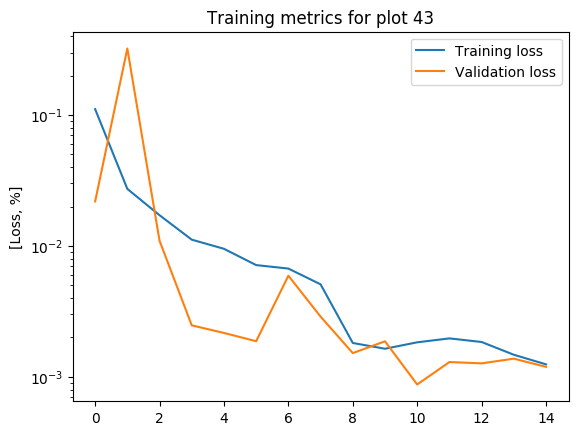 Training metrics for plot 43
Training loss
Validation loss
[Loss, %]
10⁻¹
10⁻²
10⁻³
0 2 4 6 8 10 12 14